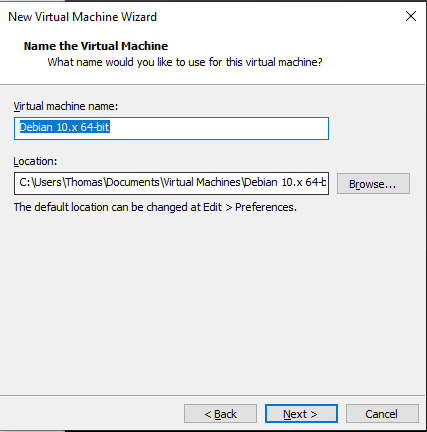 New Virtual Machine Wizard
Name the Virtual Machine
What name would you like to use for this virtual machine?
Virtual machine name:
Debian 10.x 64-bit
Location:
C:\Users\Thomas\Documents\Virtual Machines\Debian 10.x 64-b
Browse...
The default location can be changed at Edit > Preferences.
< Back
Next >
Cancel